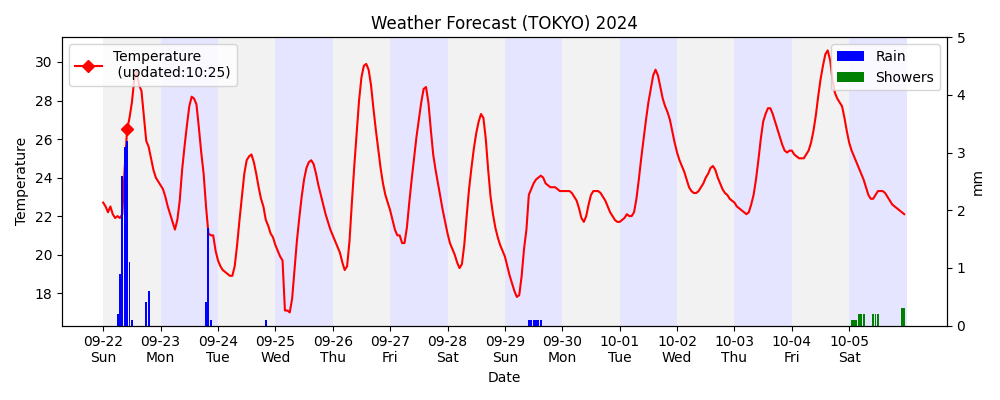 Weather Forecast (TOKYO) 2024
Temperature
(updated:10:25)
Rain
Showers
Temperature
30
28
26
24
22
20
18
5
4
3
2
1
0
mm
09-22 09-23 09-24 09-25 09-26 09-27 09-28 09-29 09-30 10-01 10-02 10-03 10-04 10-05
Sun Mon Tue Wed Thu Fri Sat Sun Mon Tue Wed Thu Fri Sat
Date